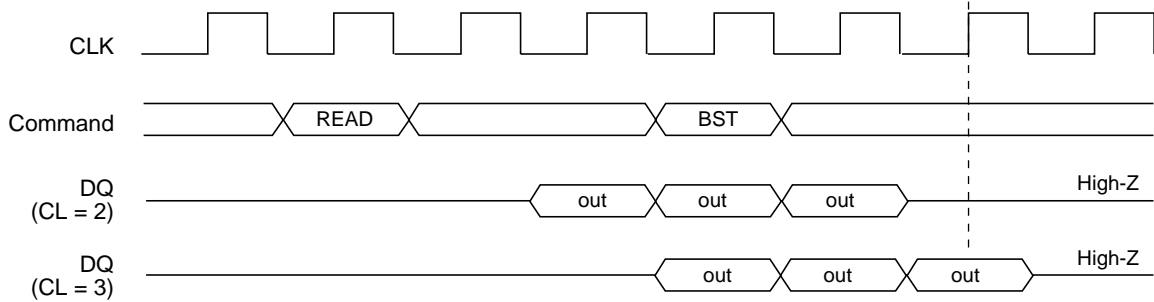 CLK
Command
READ
BST
DQ
(CL = 2)
out
out
out
High-Z
DQ
(CL = 3)
out
out
out
High-Z